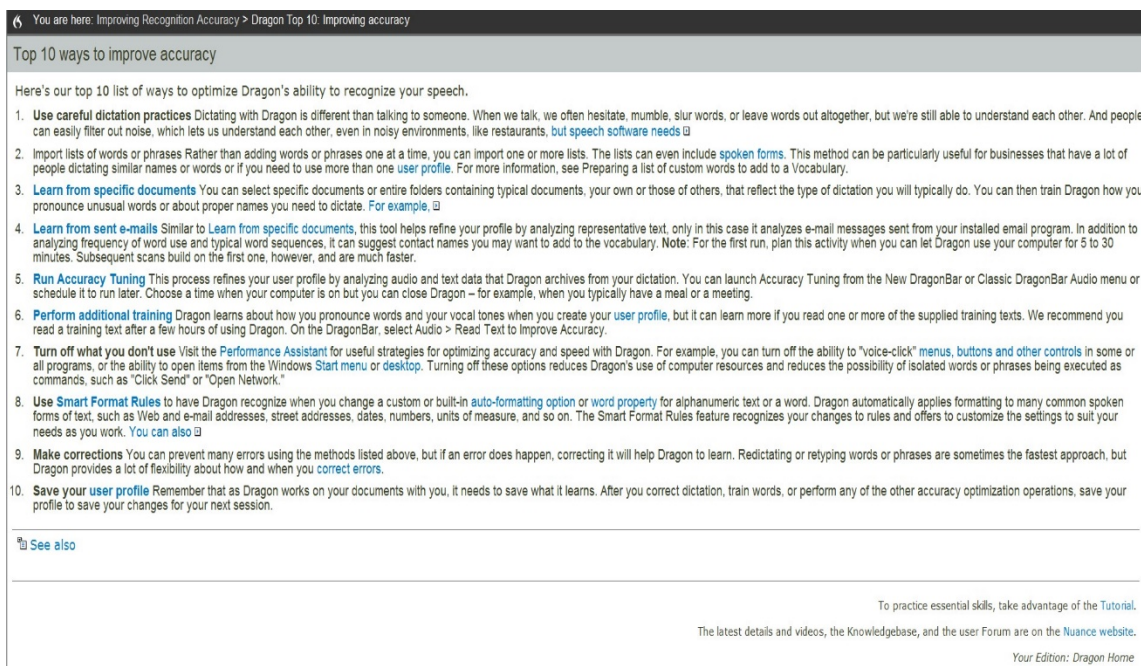 You are here: Improving Recognition Accuracy > Dragon Top 10: Improving accuracy
Top 10 ways to improve accuracy
Here's our top 10 list of ways to optimize Dragon's ability to recognize your speech.
1. Use careful dictation practices Dictating with Dragon is different than talking to someone. When we talk, we often hesitate, mumble, slur words, or leave words out altogether, but we're still able to understand each other. And people
can easily filter out noise, which lets us understand each other, even in noisy environments, like restaurants, but speech software needs
2. Import lists of words or phrases Rather than adding words or phrases one at a time, you can import one or more lists. The lists can even include spoken forms. This method can be particularly useful for businesses that have a lot of
people dictating similar names or words or if you need to use more than one user profile. For more information, see Preparing a list of custom words to add to a Vocabulary.
3. Learn from specific documents You can select specific documents or entire folders containing typical documents, your own or those of others, that reflect the type of dictation you will typically do. You can then train Dragon how you
pronounce unusual words or about proper names you need to dictate. For example,
4. Learn from sent e-mails Similar to Learn from specific documents, this tool helps refine your profile by analyzing representative text, only in this case it analyzes e-mail messages sent from your installed email program. In addition to
analyzing frequency of word use and typical word sequences, it can suggest contact names you may want to add to the vocabulary. Note: For the first run, plan this activity when you can let Dragon use your computer for 5 to 30
minutes. Subsequent scans build on the first one, however, and are much faster.
5. Run Accuracy Tuning This process refines your user profile by analyzing audio and text data that Dragon archives from your dictation. You can launch Accuracy Tuning from the New DragonBar or Classic DragonBar Audio menu or
schedule it to run later. Choose a time when your computer is on but you can close Dragon – for example, when you typically have a meal or a meeting.
6. Perform additional training Dragon learns about how you pronounce words and your vocal tones when you create your user profile, but it can learn more if you read one or more of the supplied training texts. We recommend you
read a training text after a few hours of using Dragon. On the DragonBar, select Audio > Read Text to Improve Accuracy.
7. Turn off what you don't use Visit the Performance Assistant for useful strategies for optimizing accuracy and speed with Dragon. For example, you can turn off the ability to "voice-click" menus, buttons and other controls in some or
all programs, or the ability to open items from the Windows Start menu or desktop. Turning off these options reduces Dragon's use of computer resources and reduces the possibility of isolated words or phrases being executed as
commands, such as "Click Send" or "Open Network."
8. Use Smart Format Rules to have Dragon recognize when you change a custom or built-in auto-formatting option or word property for alphanumeric text or a word. Dragon automatically applies formatting to many common spoken
forms of text, such as Web and e-mail addresses, street addresses, dates, numbers, units of measure, and so on. The Smart Format Rules feature recognizes your changes to rules and offers to customize the settings to suit your
needs as you work. You can also
9. Make corrections You can prevent many errors using the methods listed above, but if an error does happen, correcting it will help Dragon to learn. Redictating or retyping words or phrases are sometimes the fastest approach, but
Dragon provides a lot of flexibility about how and when you correct errors.
10. Save your user profile Remember that as Dragon works on your documents with you, it needs to save what it learns. After you correct dictation, train words, or perform any of the other accuracy optimization operations, save your
profile to save your changes for your next session.
See also
To practice essential skills, take advantage of the Tutorial.
The latest details and videos, the Knowledgebase, and the user Forum are on the Nuance website.
Your Edition: Dragon Home